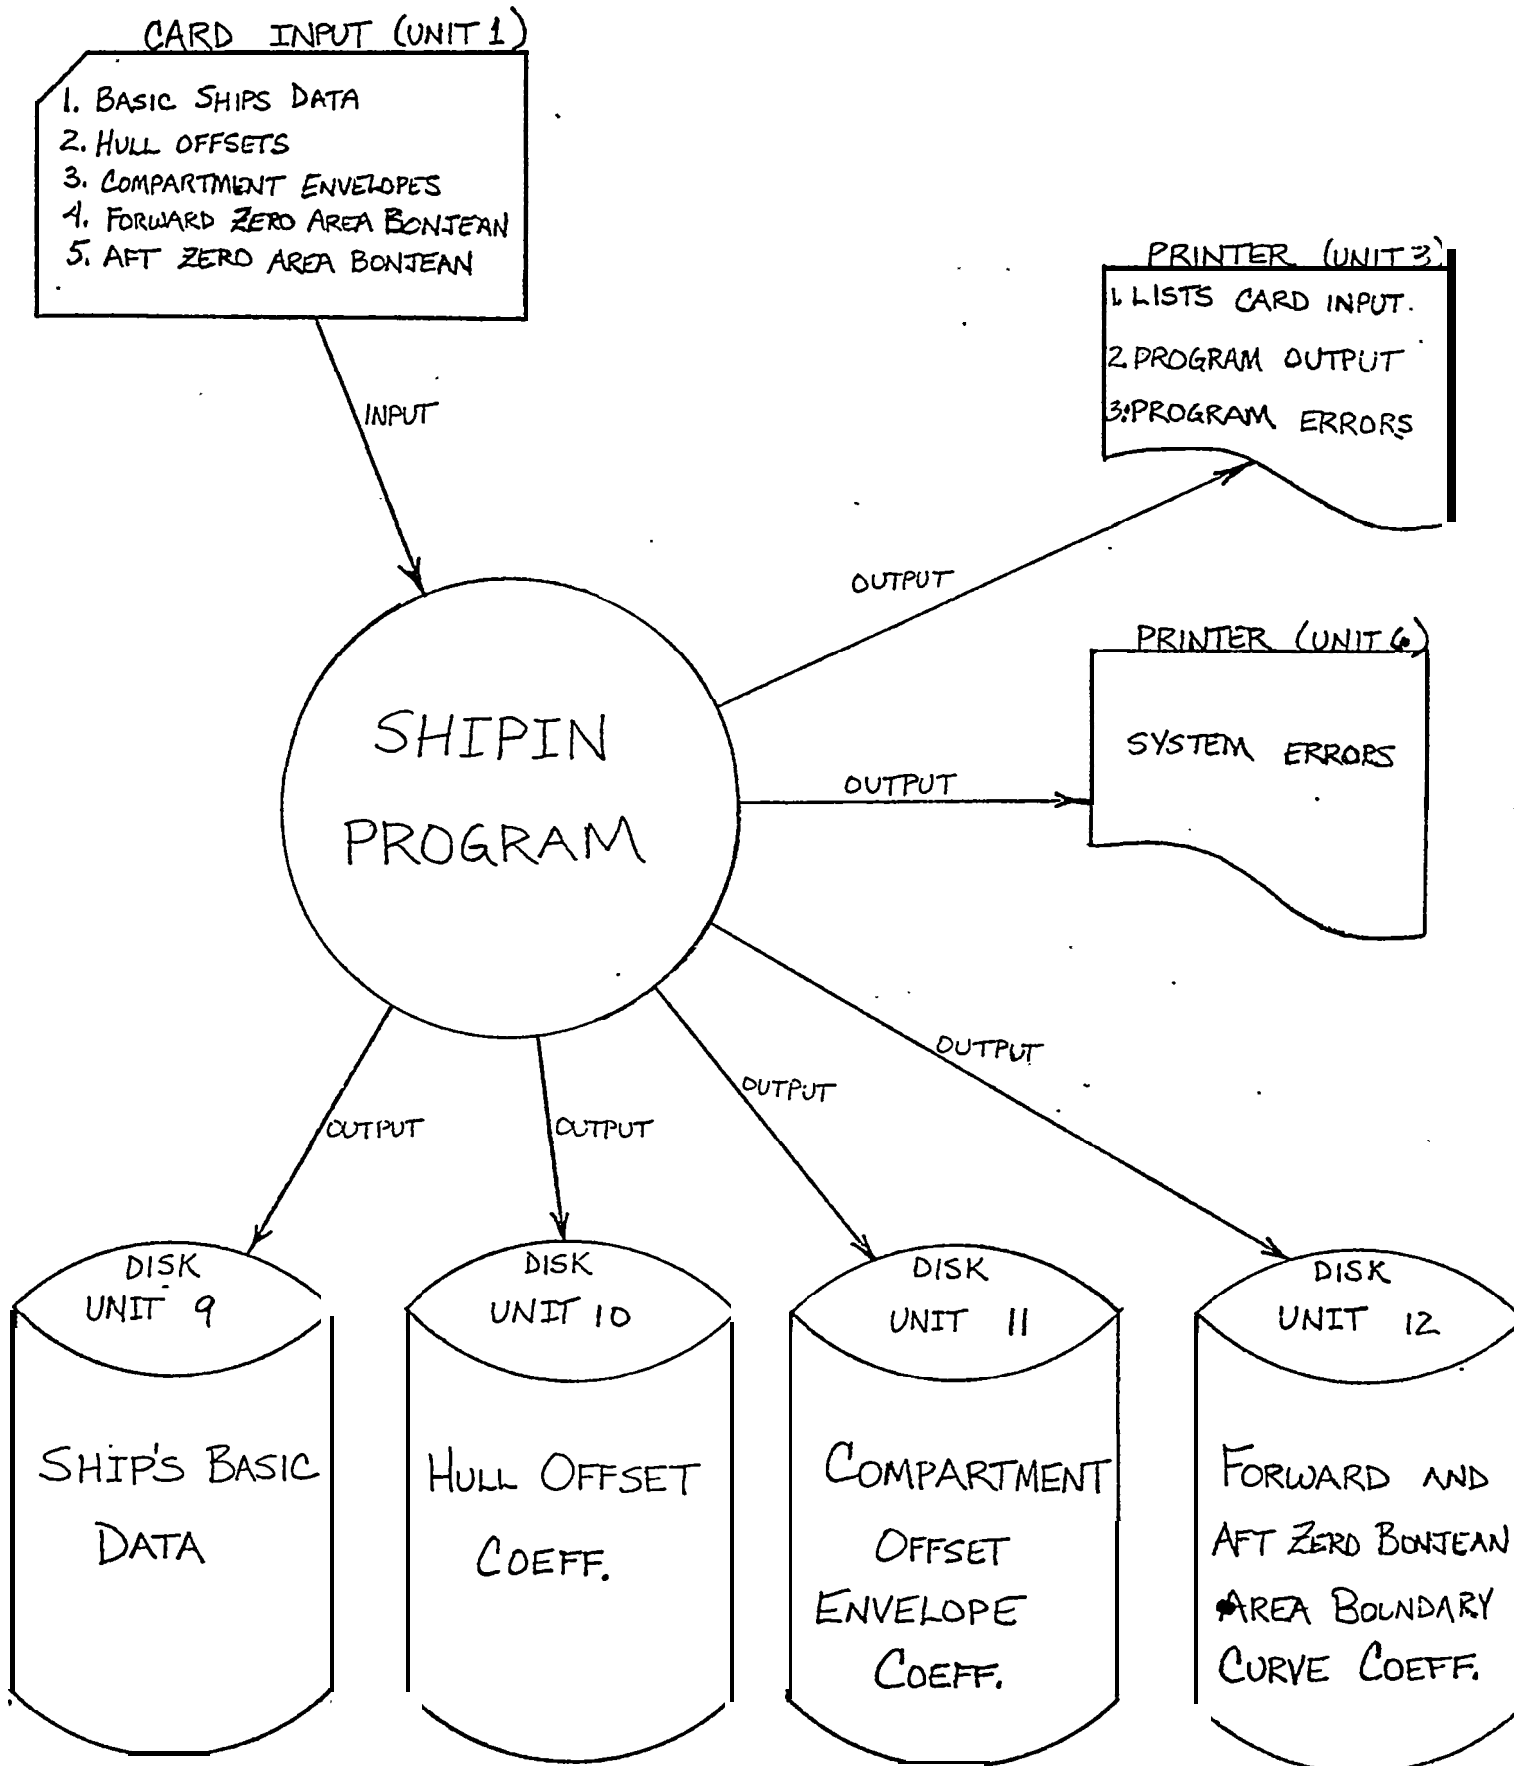 CARD INPUT (UNIT 1)
1. BASIC SHIPS DATA
2. HULL OFFSETS
3. COMPARTMENT ENVELOPES
4. FORWARD ZERO AREA BONJEAN
5. AFT ZERO AREA BONJEAN
INPUT
PRINTER (UNIT 3)
1. LISTS CARD INPUT.
2. PROGRAM OUTPUT
3. PROGRAM ERRORS
OUTPUT
PRINTER (UNIT 6)
SYSTEM ERRORS
OUTPUT
SHIPIN
PROGRAM
OUTPUT
OUTPUT
OUTPUT
OUTPUT
DISK
UNIT 9
SHIP'S BASIC
DATA
DISK
UNIT 10
HULL OFFSET
COEFF.
DISK
UNIT 11
COMPARTMENT
OFFSET
ENVELOPE
COEFF.
DISK
UNIT 12
FORWARD AND
AFT ZERO BONJEAN
AREA BOUNDARY
CURVE COEFF.